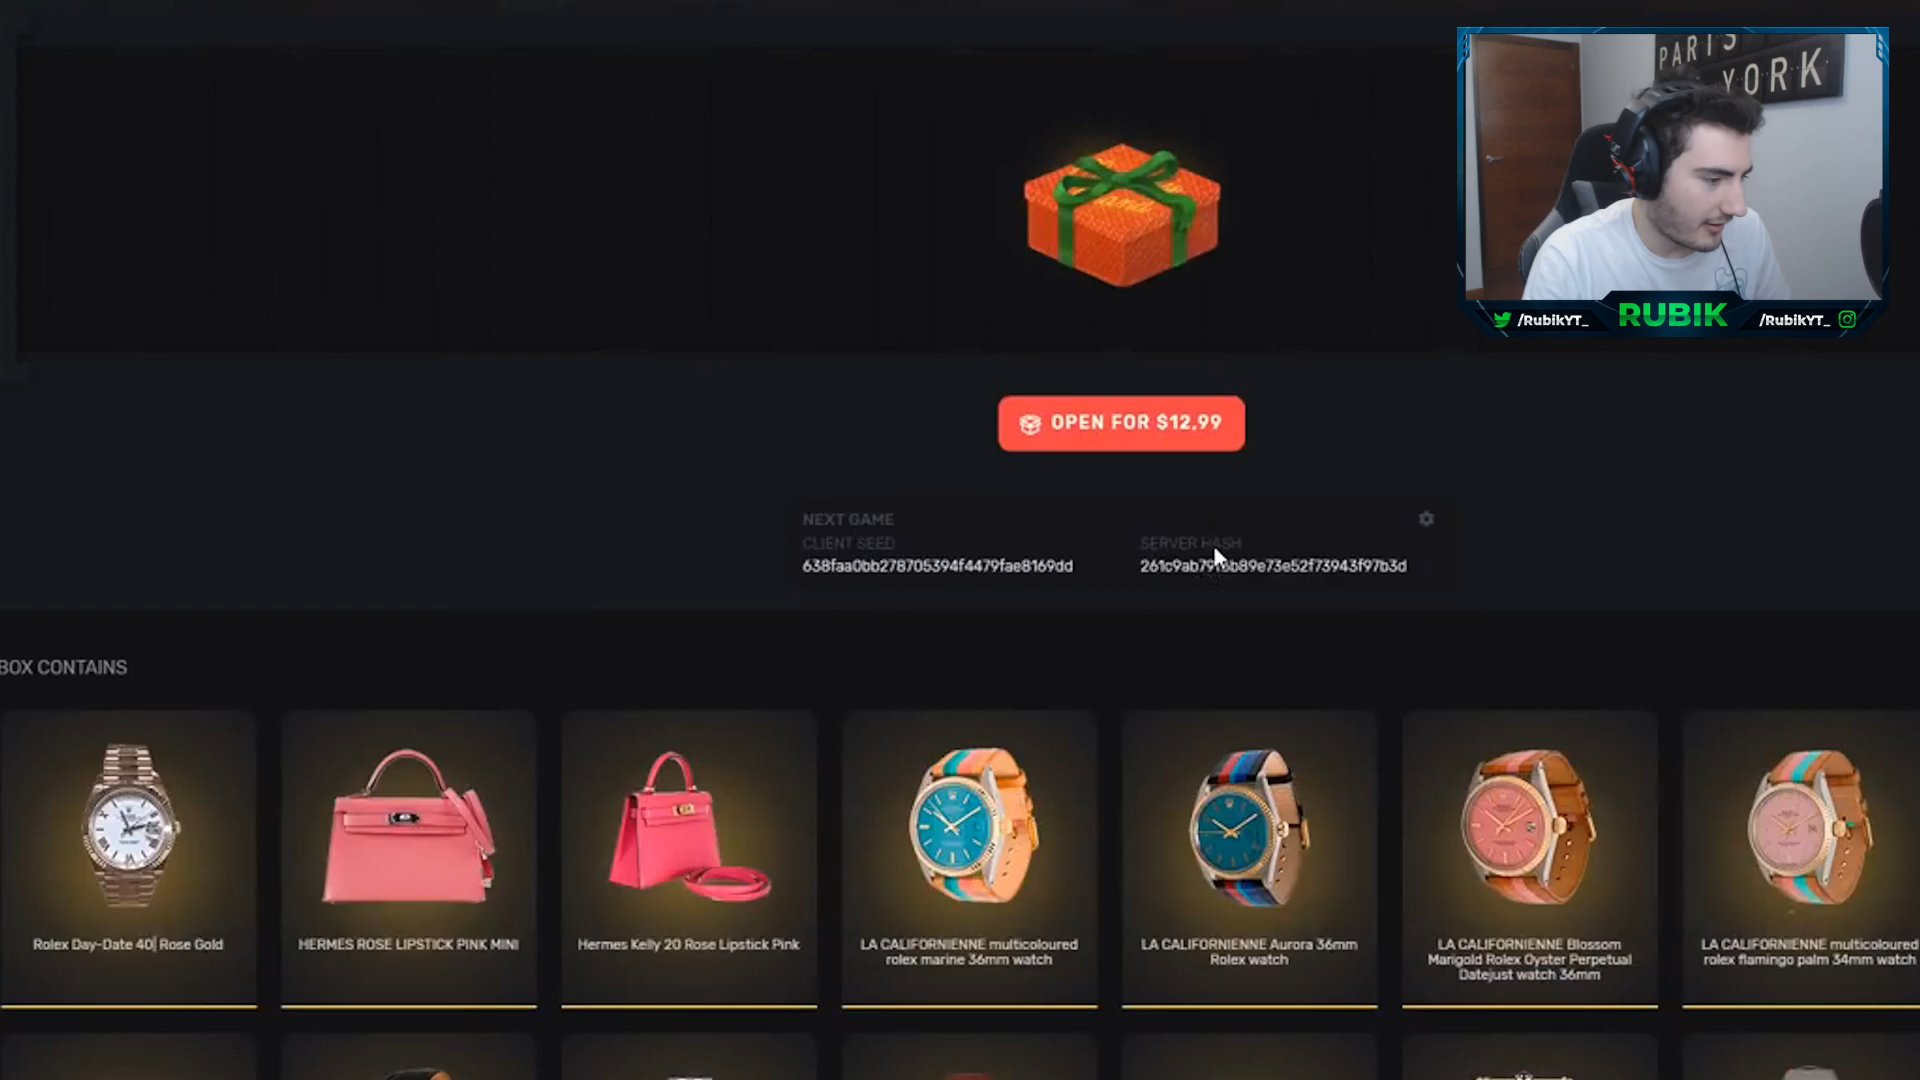 PARIS
YORK
/RubikYT_
RUBIK
/RubikYT_
OPEN FOR $12.99
NEXT GAME
CLIENT SEED
SERVER HASH
638faa0bb278705394f4479fae8169dd
BOX CONTAINS
Rolex Day-Date 40| Rose Gold
HERMES ROSE LIPSTICK PINK MINI
Hermes Kelly 20 Rose Lipstick Pink
LA CALIFORNIENNE multicoloured
rolex marine 36mm watch
LA CALIFORNIENNE Aurora 36mm
Rolex watch
LA CALIFORNIENNE Blossom
Marigold Rolex Oyster Perpetual
Datejust watch 36mm
LA CALIFORNIENNE multicoloured
rolex flamingo palm 34mm watch